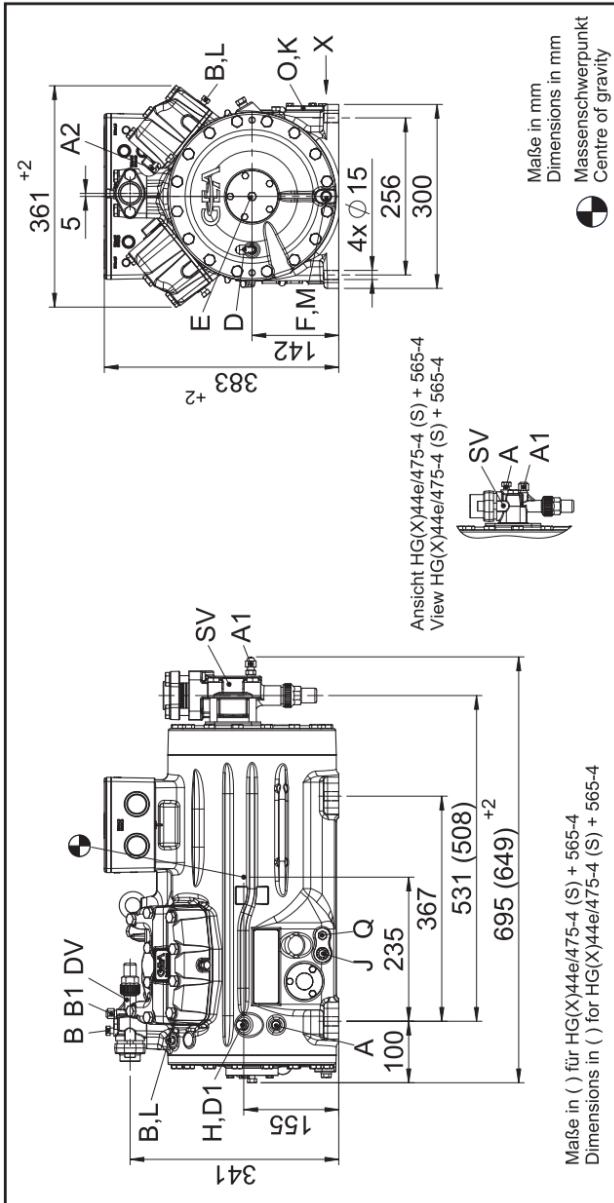 SV
A1
B
B1
DV
B,L
H,D1
A
J
Q
341
155
100
235
367
531 (508)
695 (649) +2
Maße in ( ) für HG(X)44e/475-4 (S) + 565-4
Dimensions in ( ) for HG(X)44e/475-4 (S) + 565-4
361 +2
5
A2
B,L
GEA
O,K
X
E
D
F,M
383 +2
142
4x Ø 15
256
300
Ansicht HG(X)44e/475-4 (S) + 565-4
View HG(X)44e/475-4 (S) + 565-4
SV
A
A1
Maße in mm
Dimensions in mm
Massenschwerpunkt
Centre of gravity